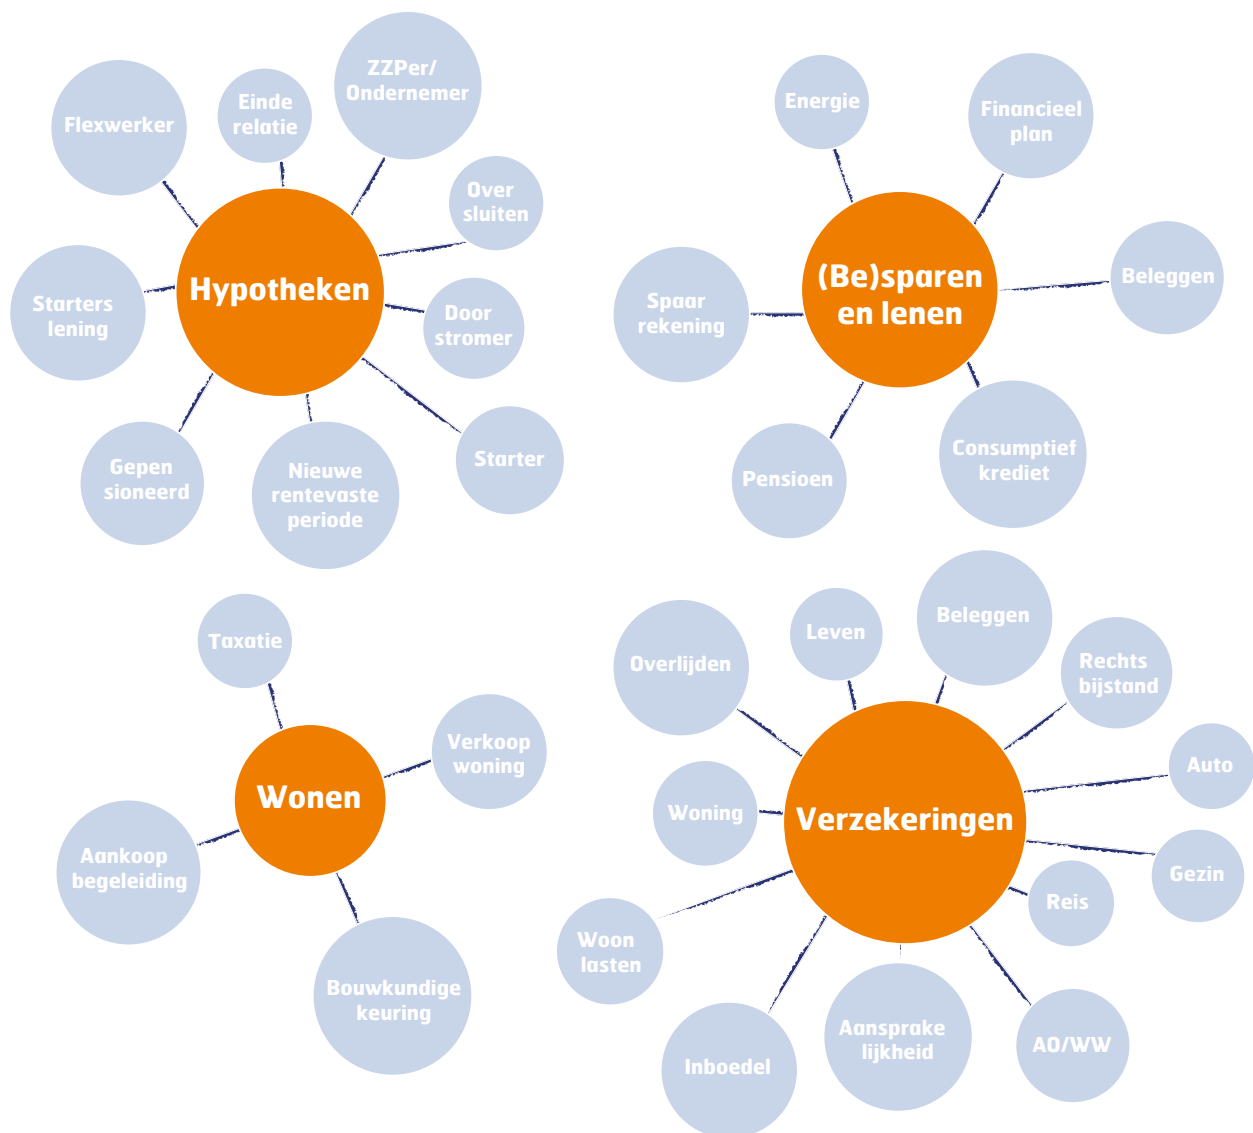 ZZPer/
Ondernemer
Einde
relatie
Flexwerker
Over
sluiten
Hypotheken
Starters
lening
Door
stromer
Starter
Gepen
sioneerd
Nieuwe
rentevaste
periode
Energie
Financieel
plan
(Be)sparen
en lenen
Beleggen
Spaar
rekening
Consumptief
krediet
Pensioen
Taxatie
Verkoop
woning
Wonen
Aankoop
begeleiding
Bouwkundige
keuring
Beleggen
Leven
Overlijden
Rechts
bijstand
Auto
Woning
Verzekeringen
Gezin
Reis
Woon
lasten
Aansprake
lijkheid
AO/WW
Inboedel